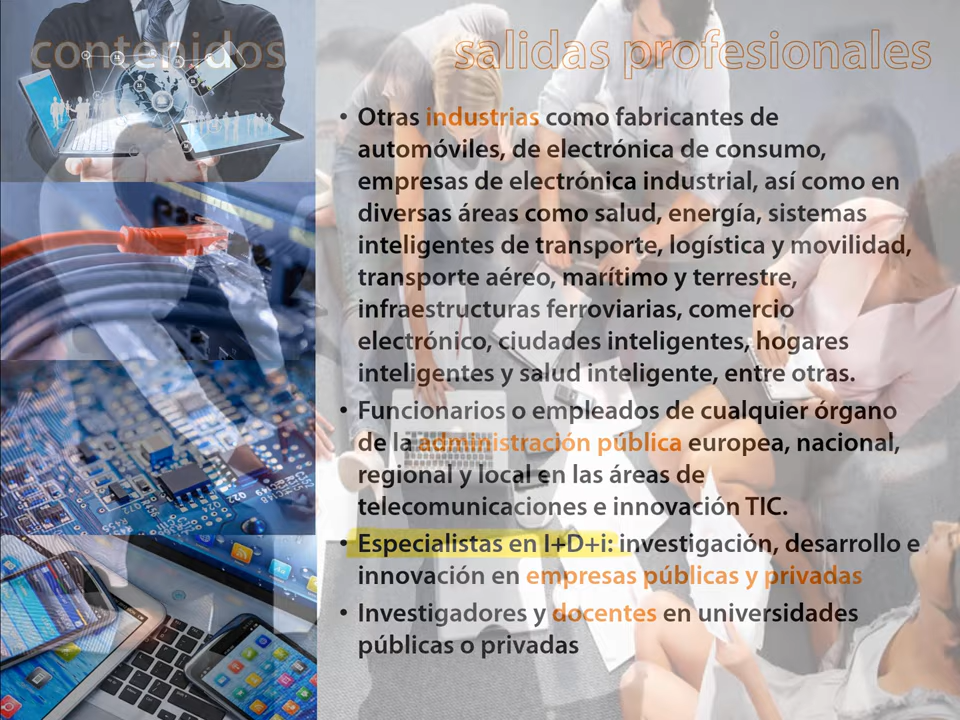 contenidos
salidas profesionales
• Otras industrias como fabricantes de
automóviles, de electrónica de consumo,
empresas de electrónica industrial, así como en
diversas áreas como salud, energía, sistemas
inteligentes de transporte, logística y movilidad,
transporte aéreo, marítimo y terrestre,
infraestructuras ferroviarias, comercio
electrónico, ciudades inteligentes, hogares
inteligentes y salud inteligente, entre otras.
• Funcionarios o empleados de cualquier órgano
de la administración pública europea, nacional,
regional y local en las áreas de
telecomunicaciones e innovación TIC.
• Especialistas en I+D+i: investigación, desarrollo e
innovación en empresas públicas y privadas
• Investigadores y docentes en universidades
públicas o privadas